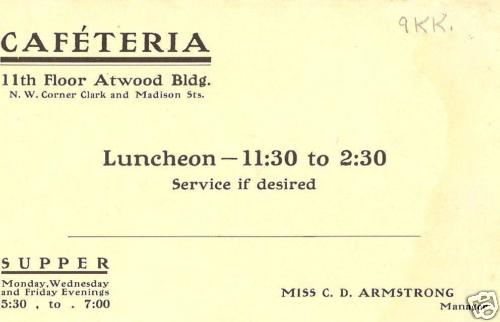 CAFÉTERIA
9KK.
11th Floor Atwood Bldg.
N. W. Corner Clark and Madison Sts.
Luncheon — 11:30 to 2:30
Service if desired
SUPPER
Monday, Wednesday
and Friday Evenings
5:30 . to . 7:00
MISS C. D. ARMSTRONG
Manager